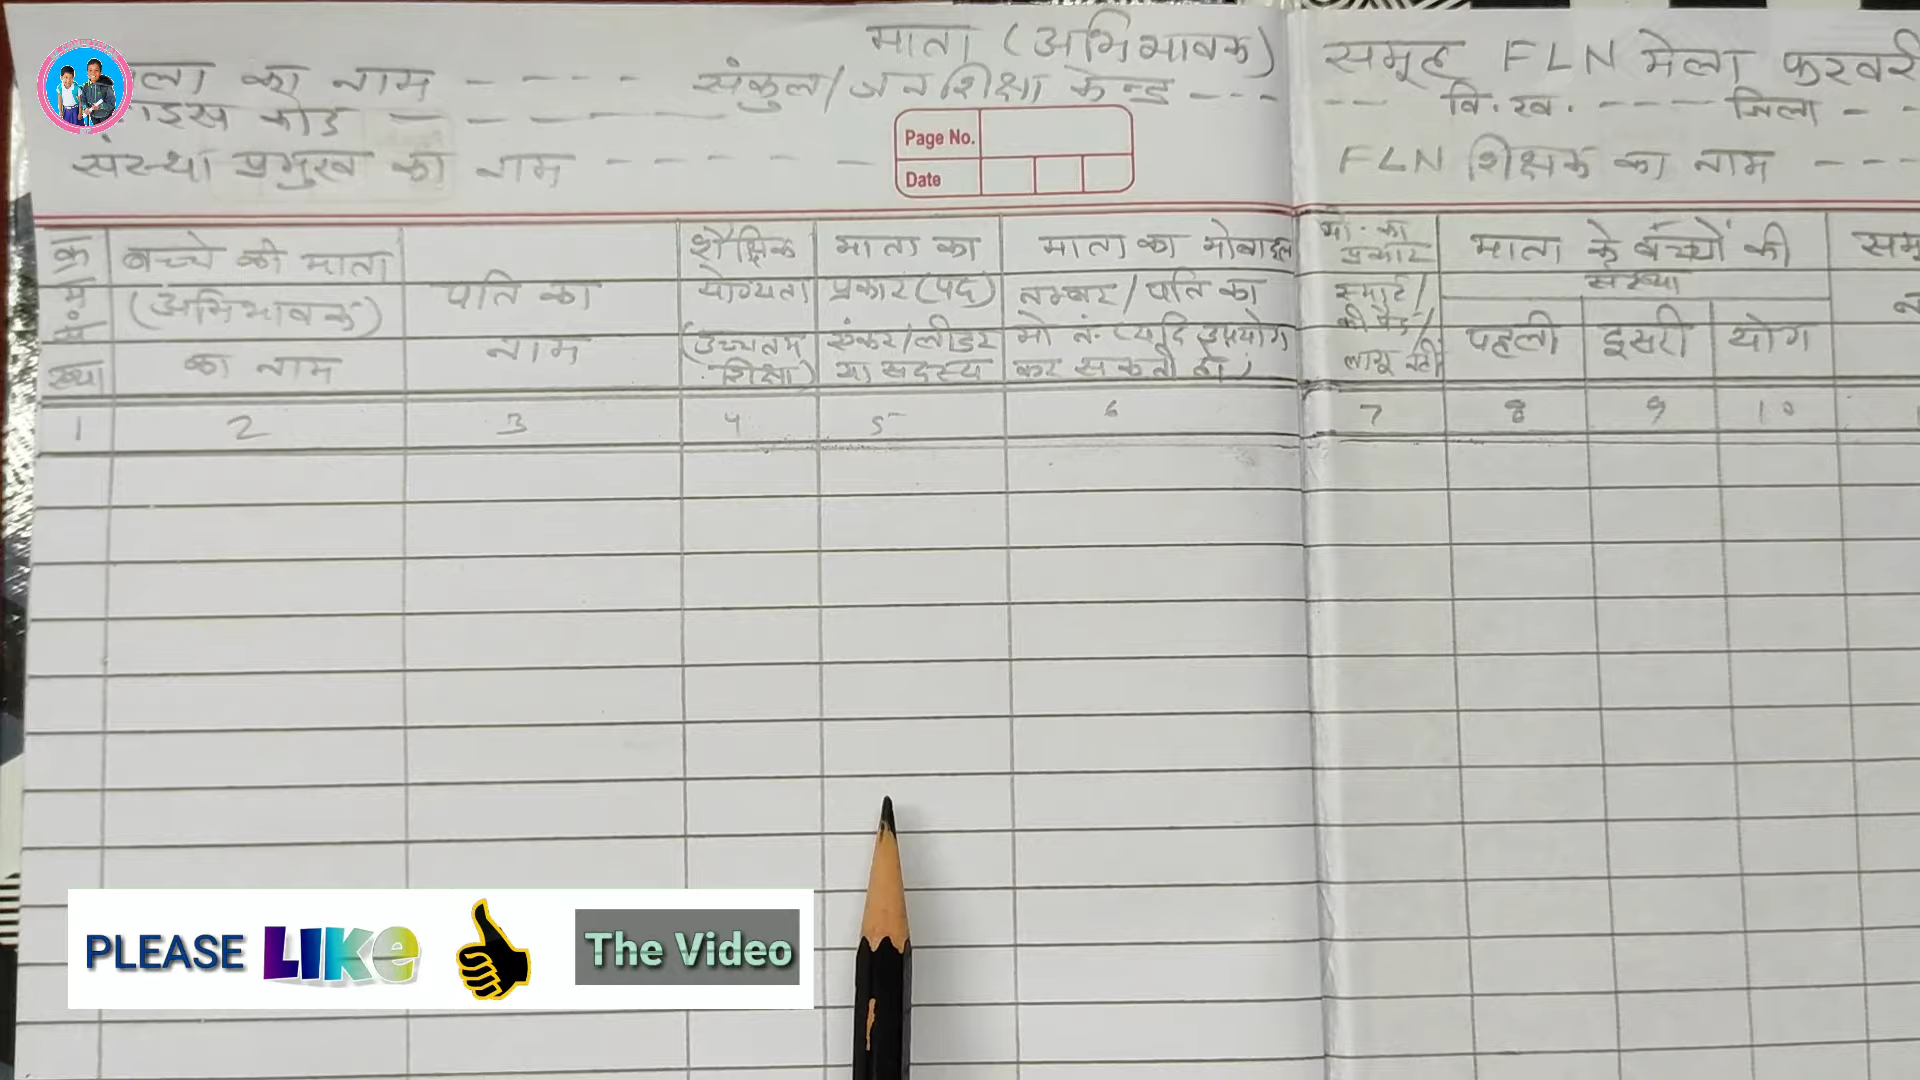 माता (अभिभावक) समूह FLN मेला फरवरी
का नाम - - - - संकुल/जन शिक्षा केन्द्र - - - - - वि.ख. - - - - जिला - -
कोड - - - - - -
संस्था प्रमुख का नाम - - - - - -
FLN शिक्षक का नाम - - -
Page No.
Date
क्रम संख्या
बच्चे की माता
(अभिभावक)
का नाम
पति का
नाम
शैक्षिक
योग्यता
(उच्चतम
शिक्षा)
माता का
प्रकार (पद)
लीडर
या सदस्य
माता का मोबाइल
नम्बर/पति का
मो नं. (यदि उपयोग
कर सकती हो)
मो. का
प्रकार
स्मार्ट/
की पैड/
लागू नही
माता के बच्चों की
संख्या
पहली
दूसरी
योग
1 2 3 4 5 6 7 8 9 10
PLEASE LIKE The Video